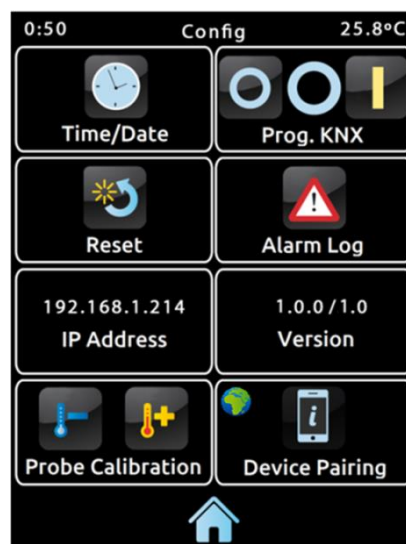 0:50 Config 25.8ºC
Time/Date
Prog. KNX
Reset
Alarm Log
192.168.1.214
IP Address
1.0.0/1.0
Version
Probe Calibration
i
Device Pairing